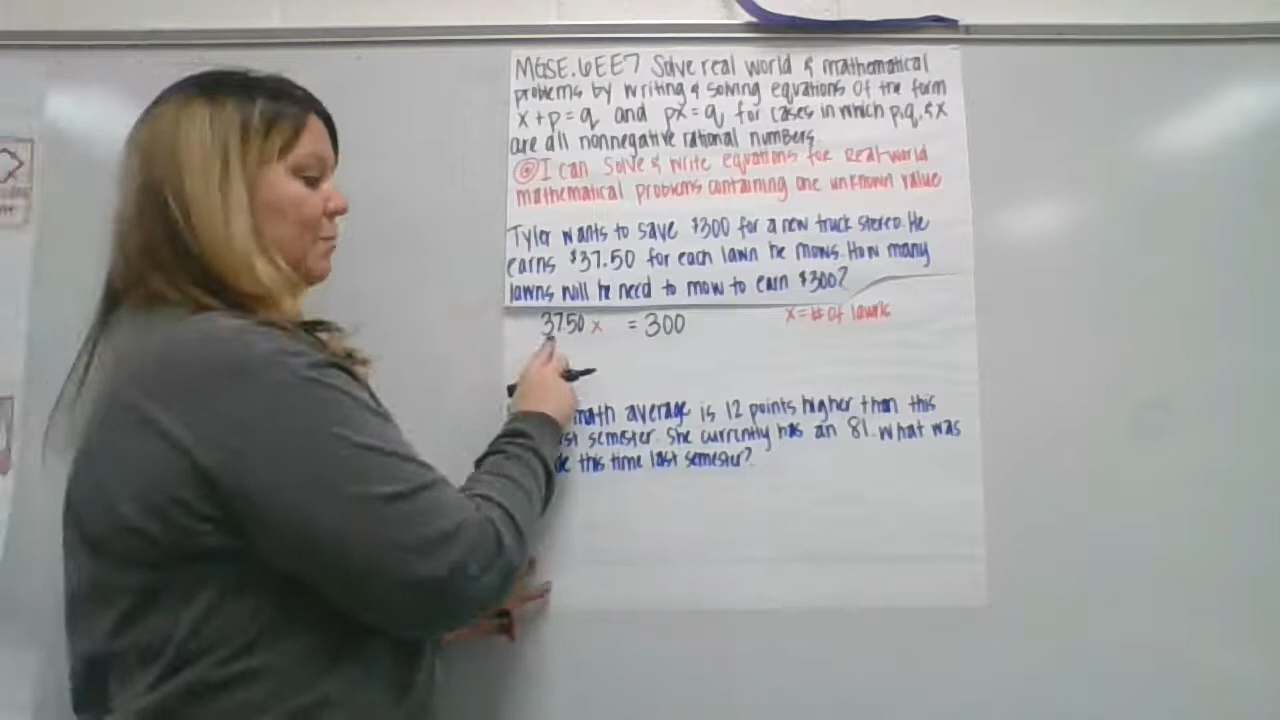 MGSE.6EE7 Solve real world & mathematical
problems by writing & solving equations of the form
x+p=q and px=q for cases in which p,q,&x
are all nonnegative rational numbers.
I can solve & write equations for real-world
mathematical problems containing one unknown value
Tyler wants to save $300 for a new truck stereo. He
earns $37.50 for each lawn he mows. How many
lawns will he need to mow to earn $300?
37.50 x = 300 x=# of lawns
math average is 12 points higher than this
semester. She currently has an 81. What was
this time last semester?